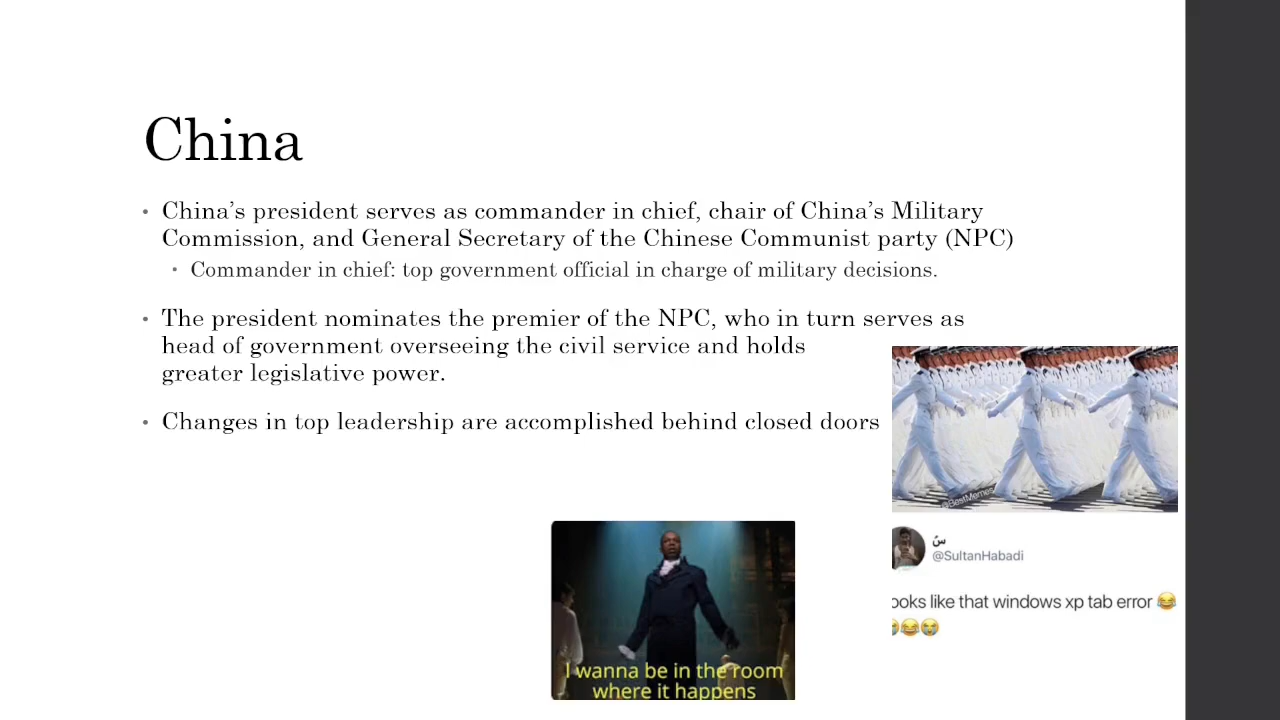 China
• China's president serves as commander in chief, chair of China's Military
Commission, and General Secretary of the Chinese Communist party (NPC)
• Commander in chief: top government official in charge of military decisions.
• The president nominates the premier of the NPC, who in turn serves as
head of government overseeing the civil service and holds
greater legislative power.
• Changes in top leadership are accomplished behind closed doors
@BestMemes
سُ
@SultanHabadi
ooks like that windows xp tab error 😂
😭😂😭
I wanna be in the room
where it happens